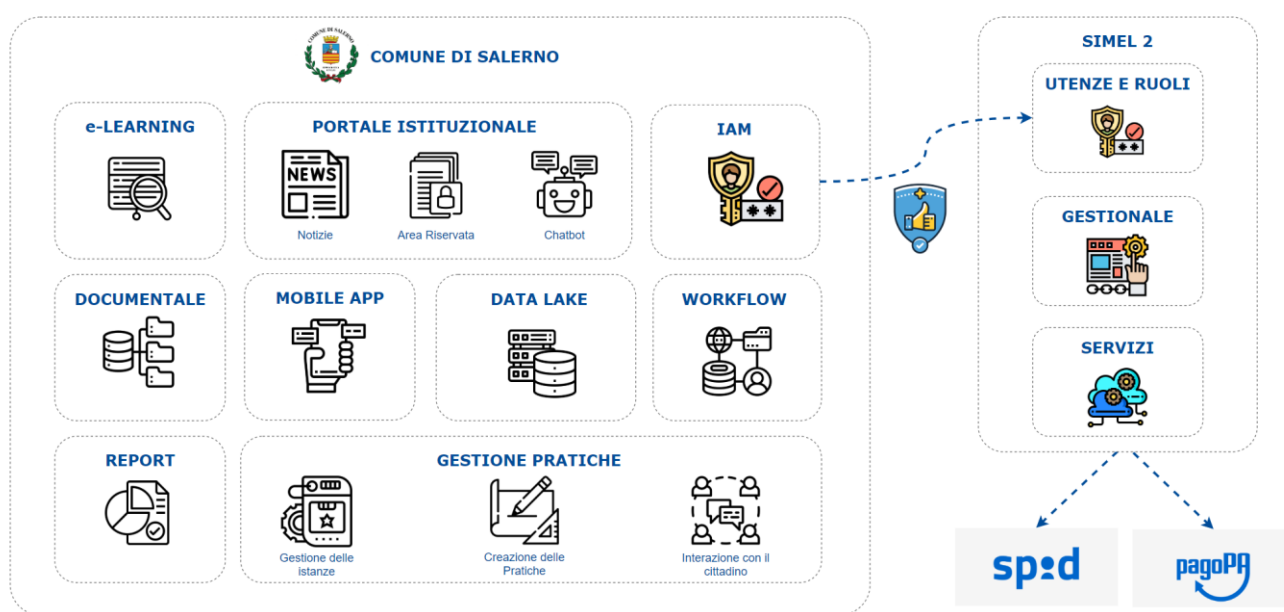 COMUNE DI SALERNO
e-LEARNING
PORTALE ISTITUZIONALE
NEWS
Notizie
Area Riservata
Chatbot
IAM
DOCUMENTALE
MOBILE APP
DATA LAKE
WORKFLOW
REPORT
GESTIONE PRATICHE
Gestione delle
istanze
Creazione delle
Pratiche
Interazione con il
cittadino
SIMEL 2
UTENZE E RUOLI
GESTIONALE
SERVIZI
spid
pagoPA